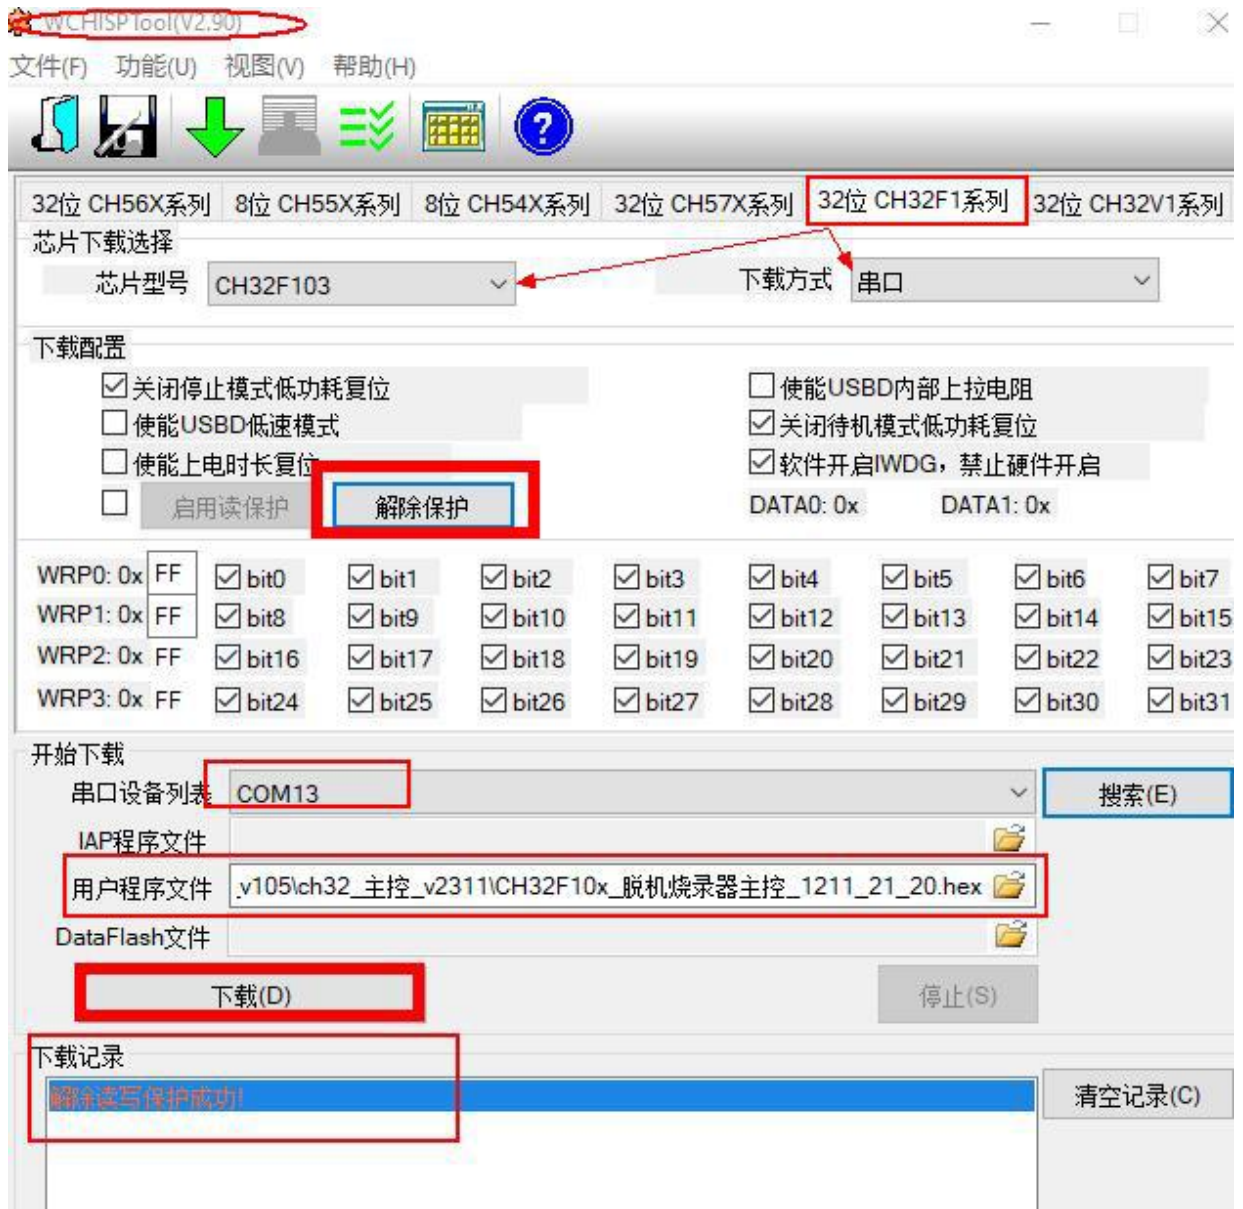 WCHISPTool(V2.90)
文件(F) 功能(U) 视图(V) 帮助(H)
32位 CH56X系列 8位 CH55X系列 8位 CH54X系列 32位 CH57X系列 32位 CH32F1系列 32位 CH32V1系列
芯片下载选择
芯片型号 CH32F103 下载方式 串口
下载配置
关闭停止模式低功耗复位 使能USBD内部上拉电阻
使能USBD低速模式 关闭待机模式低功耗复位
使能上电时长复位 软件开启IWDG，禁止硬件开启
启用读保护 解除保护 DATA0: 0x DATA1: 0x
WRP0: 0x FF bit0 bit1 bit2 bit3 bit4 bit5 bit6 bit7
WRP1: 0x FF bit8 bit9 bit10 bit11 bit12 bit13 bit14 bit15
WRP2: 0x FF bit16 bit17 bit18 bit19 bit20 bit21 bit22 bit23
WRP3: 0x FF bit24 bit25 bit26 bit27 bit28 bit29 bit30 bit31
开始下载
串口设备列表 COM13 搜索(E)
IAP程序文件
用户程序文件 _v105\ch32_主控_v2311\CH32F10x_脱机烧录器主控_1211_21_20.hex
DataFlash文件
下载(D) 停止(S)
下载记录
解除读写保护成功! 清空记录(C)